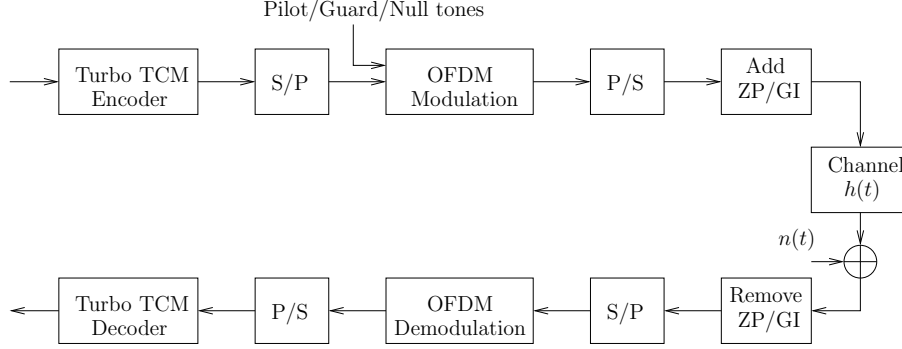 Pilot/Guard/Null tones
Turbo TCM
Encoder
S/P
OFDM
Modulation
P/S
Add
ZP/GI
Channel
h(t)
n(t)
Turbo TCM
Decoder
P/S
OFDM
Demodulation
S/P
Remove
ZP/GI